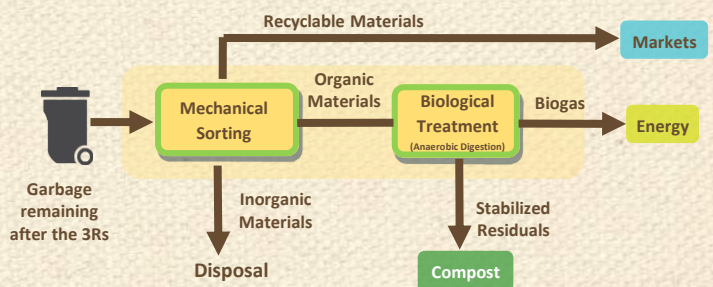 Recyclable Materials
Markets
Mechanical
Sorting
Organic
Materials
Biological
Treatment
(Anaerobic Digestion)
Biogas
Energy
Garbage
remaining
after the 3Rs
Inorganic
Materials
Stabilized
Residuals
Disposal
Compost